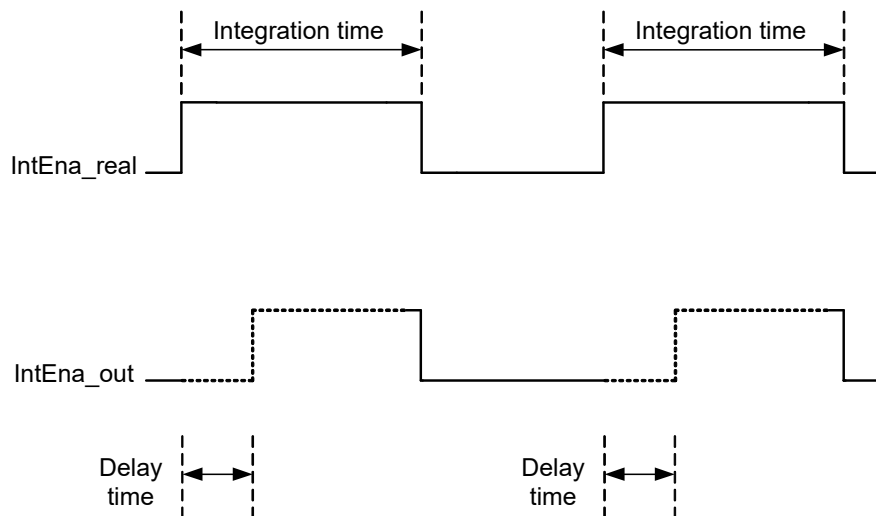 Integration time
Integration time
IntEna_real
IntEna_out
Delay
time
Delay
time